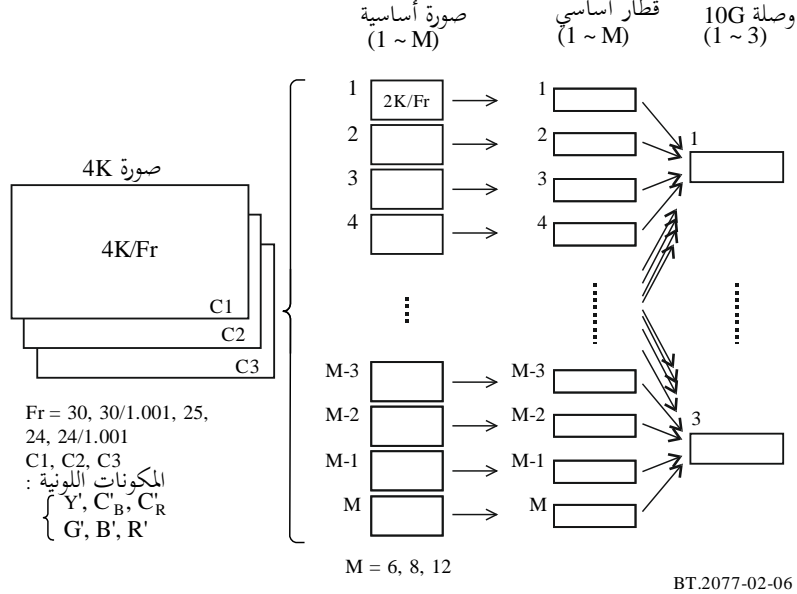 صورة أساسية
(1 ~ M)
قطار أساسي
(1 ~ M)
وصلة 10G
(1 ~ 3)
صورة 4K
4K/Fr
C1
C2
C3
Fr = 30, 30/1.001, 25,
24, 24/1.001
C1, C2, C3
المكونات اللونية :
Y', C'B, C'R
G', B', R'
1
2K/Fr
2
3
4
M-3
M-2
M-1
M
M = 6, 8, 12
1
2
3
4
M-3
M-2
M-1
M
1
3
BT.2077-02-06